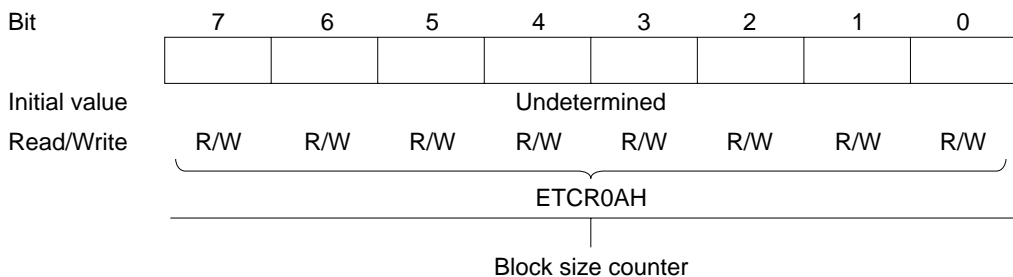 Bit 7 6 5 4 3 2 1 0
Initial value Undetermined
Read/Write R/W R/W R/W R/W R/W R/W R/W R/W
ETCR0AH
Block size counter